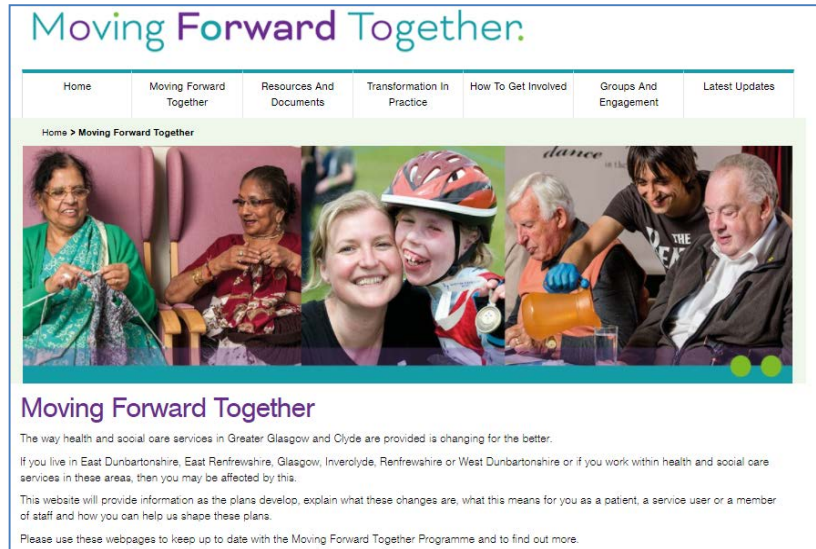 Moving Forward Together.
Home
Moving Forward
Together
Resources And
Documents
Transformation In
Practice
How To Get Involved
Groups And
Engagement
Latest Updates
Home > Moving Forward Together
dance
in the
THE
Moving Forward Together
The way health and social care services in Greater Glasgow and Clyde are provided is changing for the better.
If you live in East Dunbartonshire, East Renfrewshire, Glasgow, Inverclyde, Renfrewshire or West Dunbartonshire or if you work within health and social care
services in these areas, then you may be affected by this.
This website will provide information as the plans develop, explain what these changes are, what this means for you as a patient, a service user or a member
of staff and how you can help us shape these plans.
Please use these webpages to keep up to date with the Moving Forward Together Programme and to find out more.